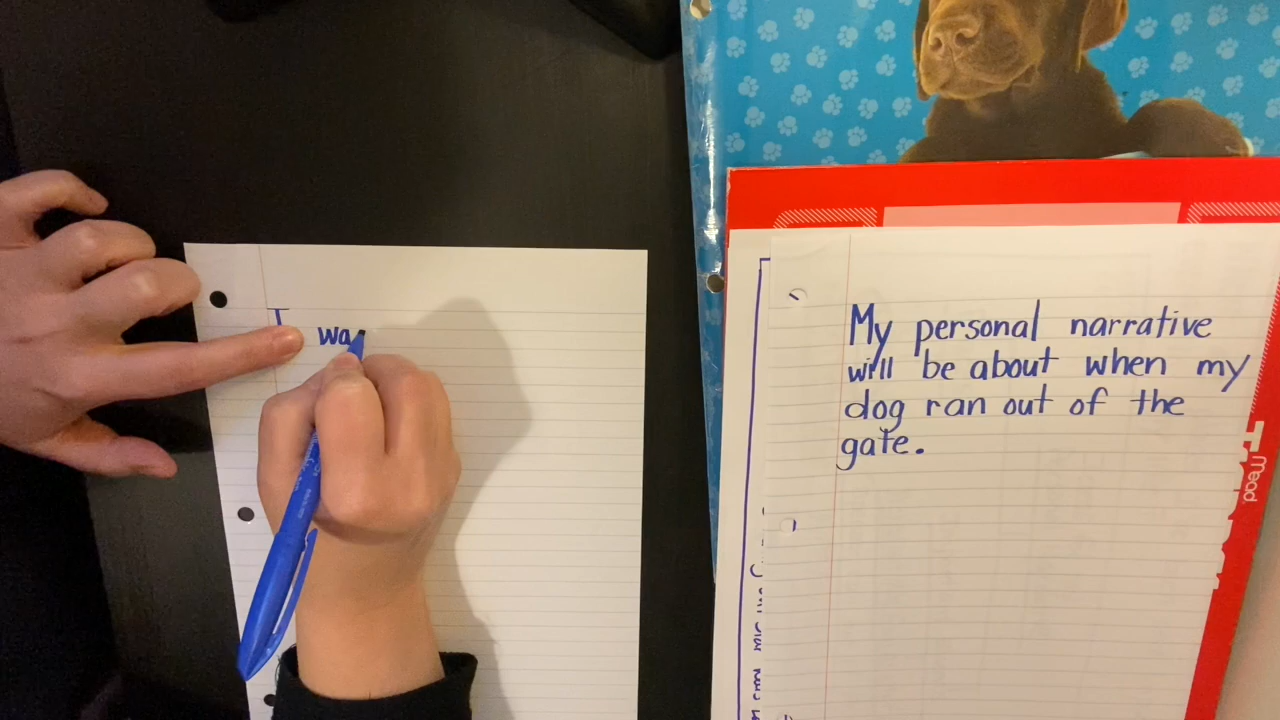 I wa
My personal narrative
will be about when my
dog ran out of the
gate.
Mead